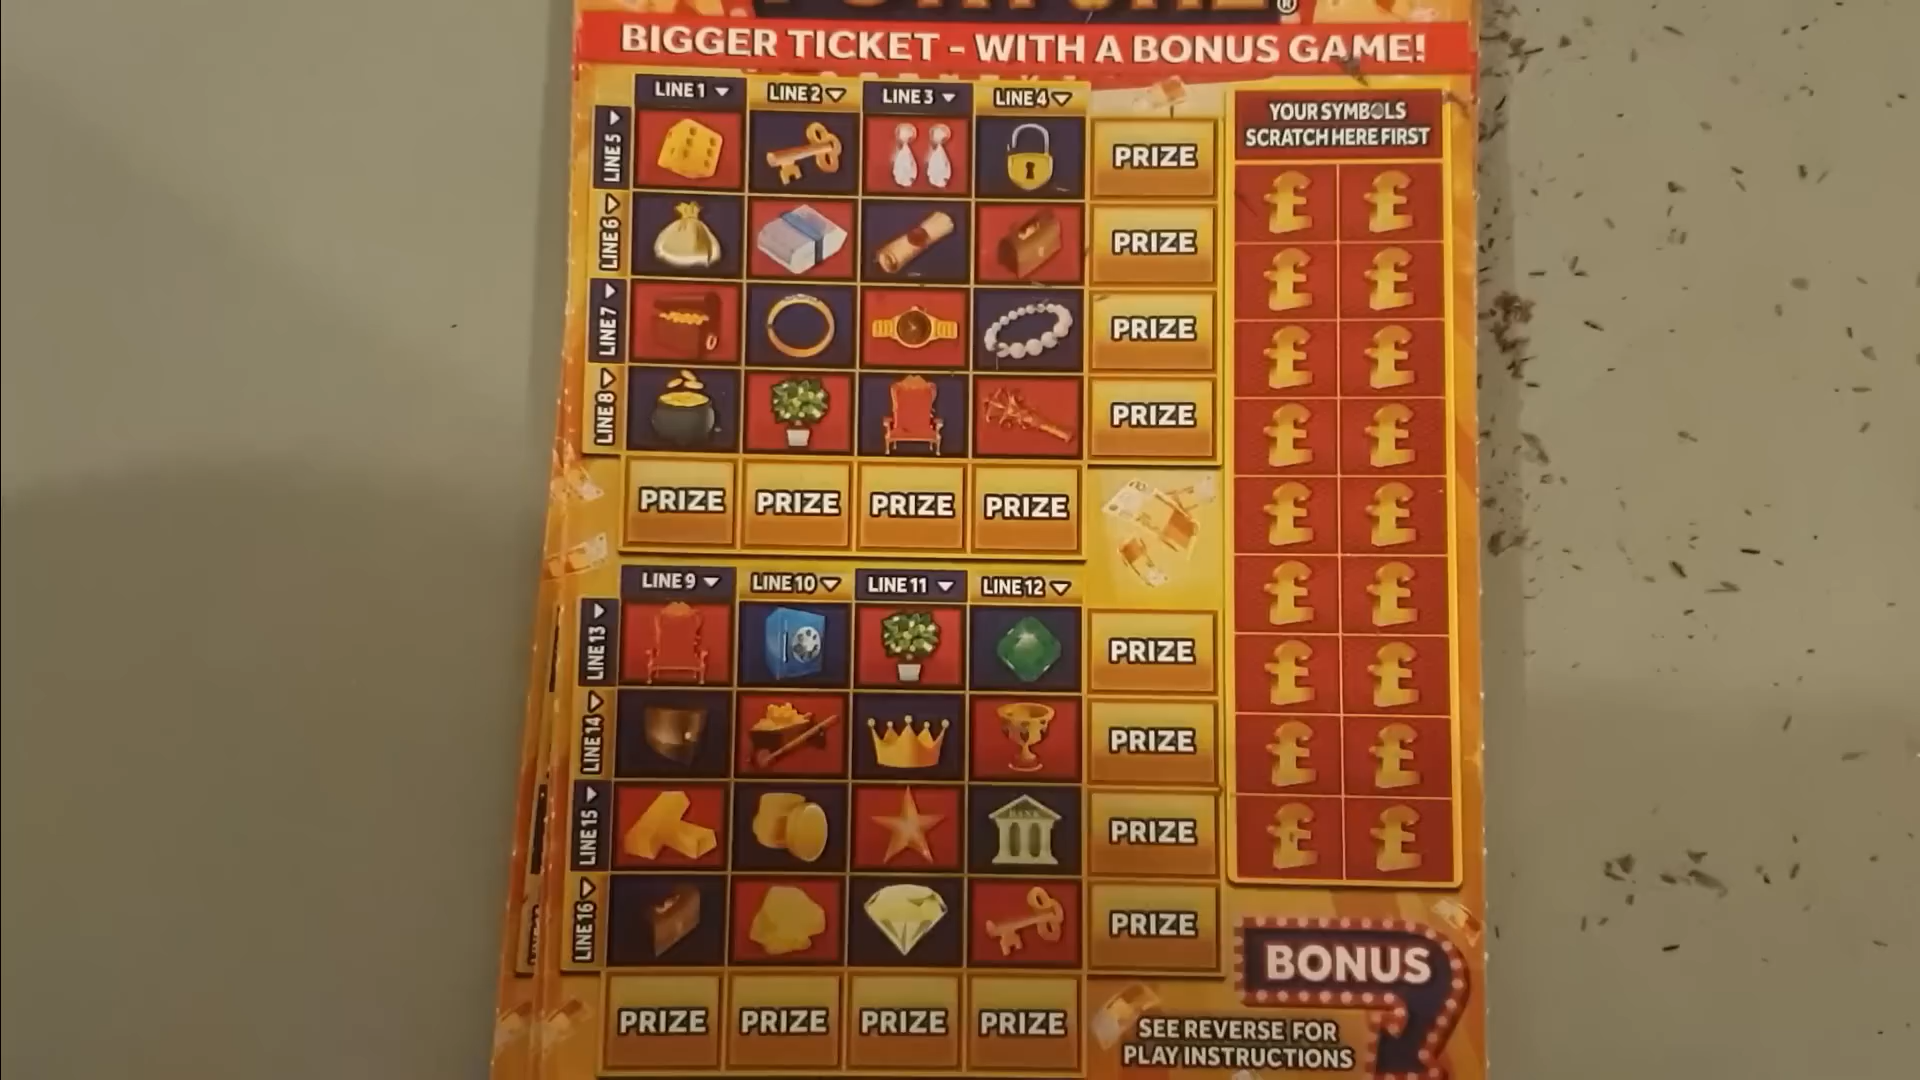 BIGGER TICKET - WITH A BONUS GAME!
LINE 1 LINE 2 LINE 3 LINE 4
YOUR SYMBOLS
SCRATCH HERE FIRST
LINE 5
PRIZE
LINE 6
PRIZE
LINE 7
PRIZE
LINE 8
PRIZE
PRIZE PRIZE PRIZE PRIZE
LINE 9 LINE 10 LINE 11 LINE 12
LINE 13
PRIZE
LINE 14
PRIZE
LINE 15
BANK
PRIZE
LINE 16
PRIZE
BONUS
PRIZE PRIZE PRIZE PRIZE
SEE REVERSE FOR
PLAY INSTRUCTIONS